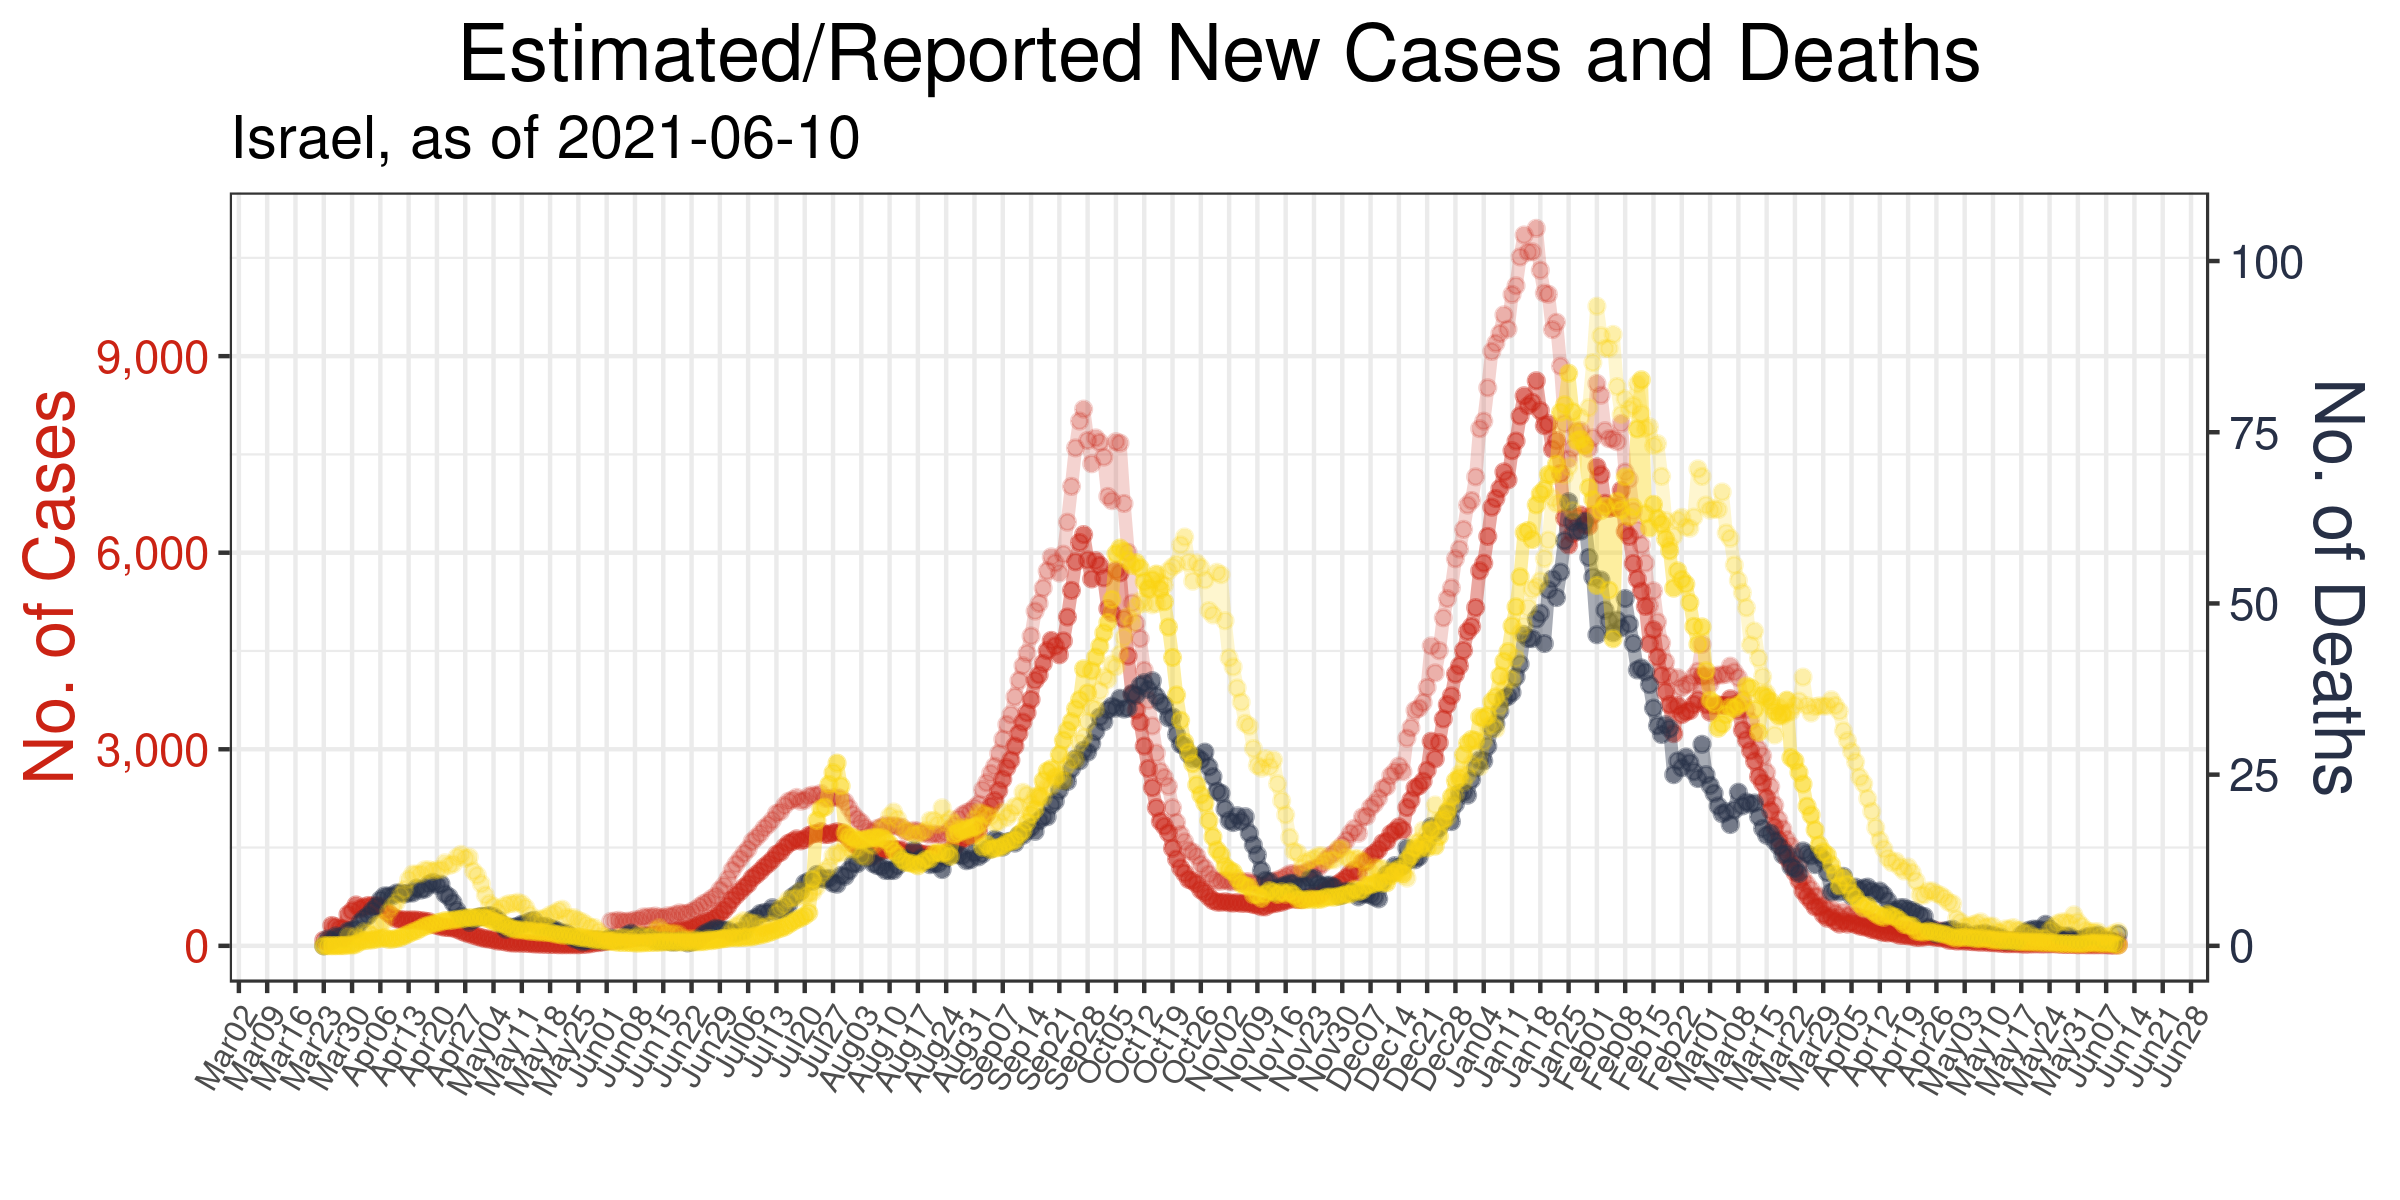 Estimated/Reported New Cases and Deaths
Israel, as of 2021-06-10
No. of Cases
9,000
6,000
3,000
0
100
75
50
25
0
No. of Deaths
Mar02
Mar09
Mar16
Mar23
Mar30
Apr06
Apr13
Apr20
Apr27
May04
May11
May18
May25
Jun01
Jun08
Jun15
Jun22
Jun29
Jul06
Jul13
Jul20
Jul27
Aug03
Aug10
Aug17
Aug24
Aug31
Sep07
Sep14
Sep21
Sep28
Oct05
Oct12
Oct19
Oct26
Nov02
Nov09
Nov16
Nov23
Nov30
Dec07
Dec14
Dec21
Dec28
Jan04
Jan11
Jan18
Jan25
Feb01
Feb08
Feb15
Feb22
Mar01
Mar08
Mar15
Mar22
Mar29
Apr05
Apr12
Apr19
Apr26
May03
May10
May17
May24
May31
Jun07
Jun14
Jun21
Jun28